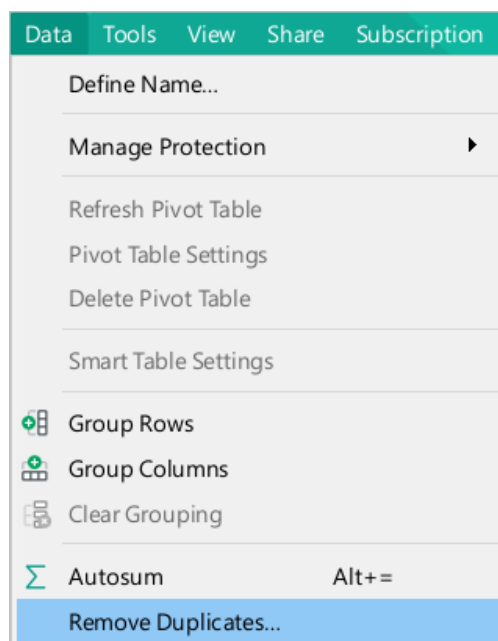 Data Tools View Share Subscription
Define Name...
Manage Protection
Refresh Pivot Table
Pivot Table Settings
Delete Pivot Table
Smart Table Settings
Group Rows
Group Columns
Clear Grouping
Autosum Alt+=
Remove Duplicates...